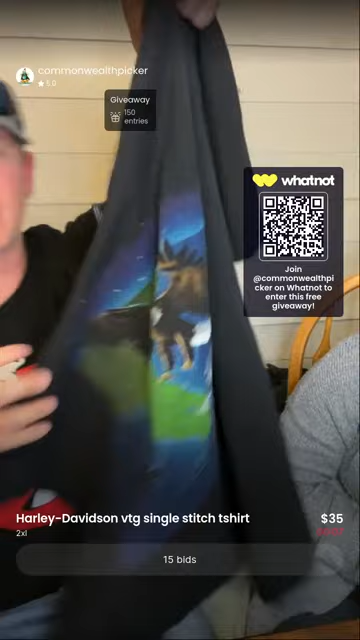 commonwealthpicker
5.0
Giveaway
150
entries
whatnot
Join
@commonwealthpi
cker on Whatnot to
enter this free
giveaway!
Harley-Davidson vtg single stitch tshirt
$35
2xl
15 bids